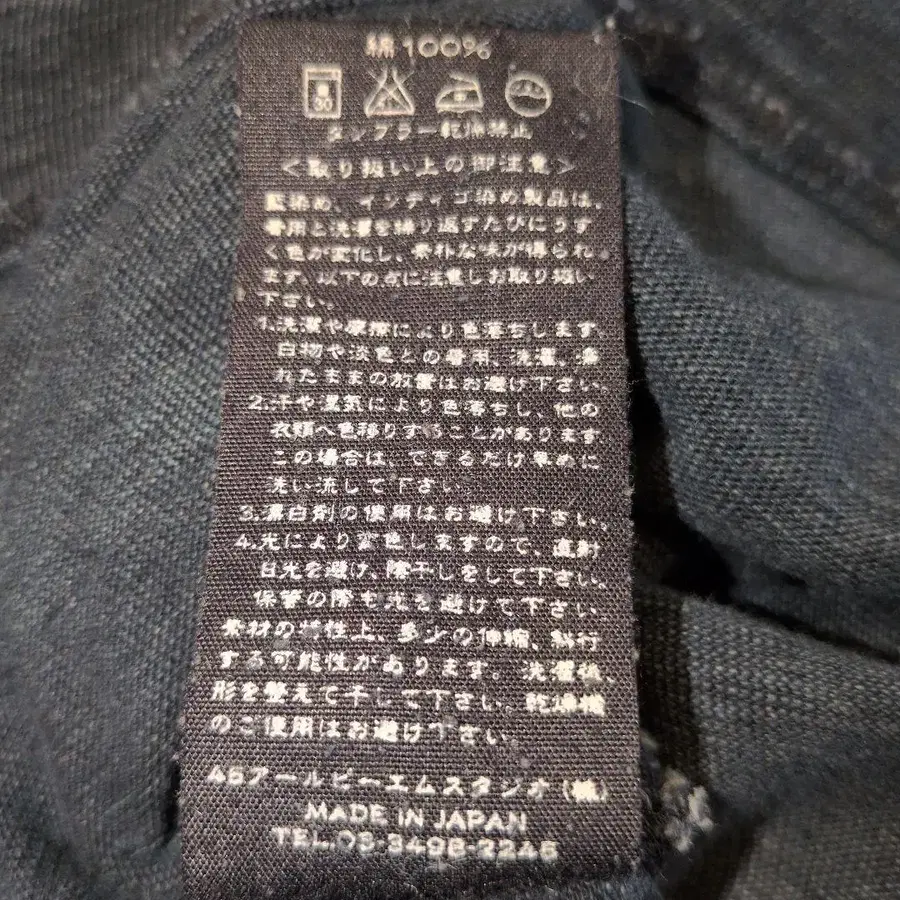 綿100%
30
タンブラー乾燥禁止
<取り扱い上の御注意>
藍染め、インディゴ染め製品は、
着用と洗濯を繰り返すたびにうす
く色が変化し、素朴な味が得られ
ます、以下の点に注意しお取り扱い
下さい。
1.洗濯や摩擦により色落ちします
白物や淡色との着用、洗濯、濡
れたままの放置はお避け下さい。
2.汗や湿気により色落ちし、他の
衣類へ色移りすることがあります
この場合は、できるだけ早めに
洗い流して下さい。
3.漂白剤の使用はお避け下さい。
4.光により変色しますので、直射
日光を避け、陰干しをして下さい。
保管の際も光を避けて下さい
素材の特性上、多少の伸縮、斜行
する可能性があります。洗濯後、
形を整えて干して下さい。乾燥機
のご使用はお避け下さい。
45アールピーエムスタジオ(株)
MADE IN JAPAN
TEL.03-3498-2248